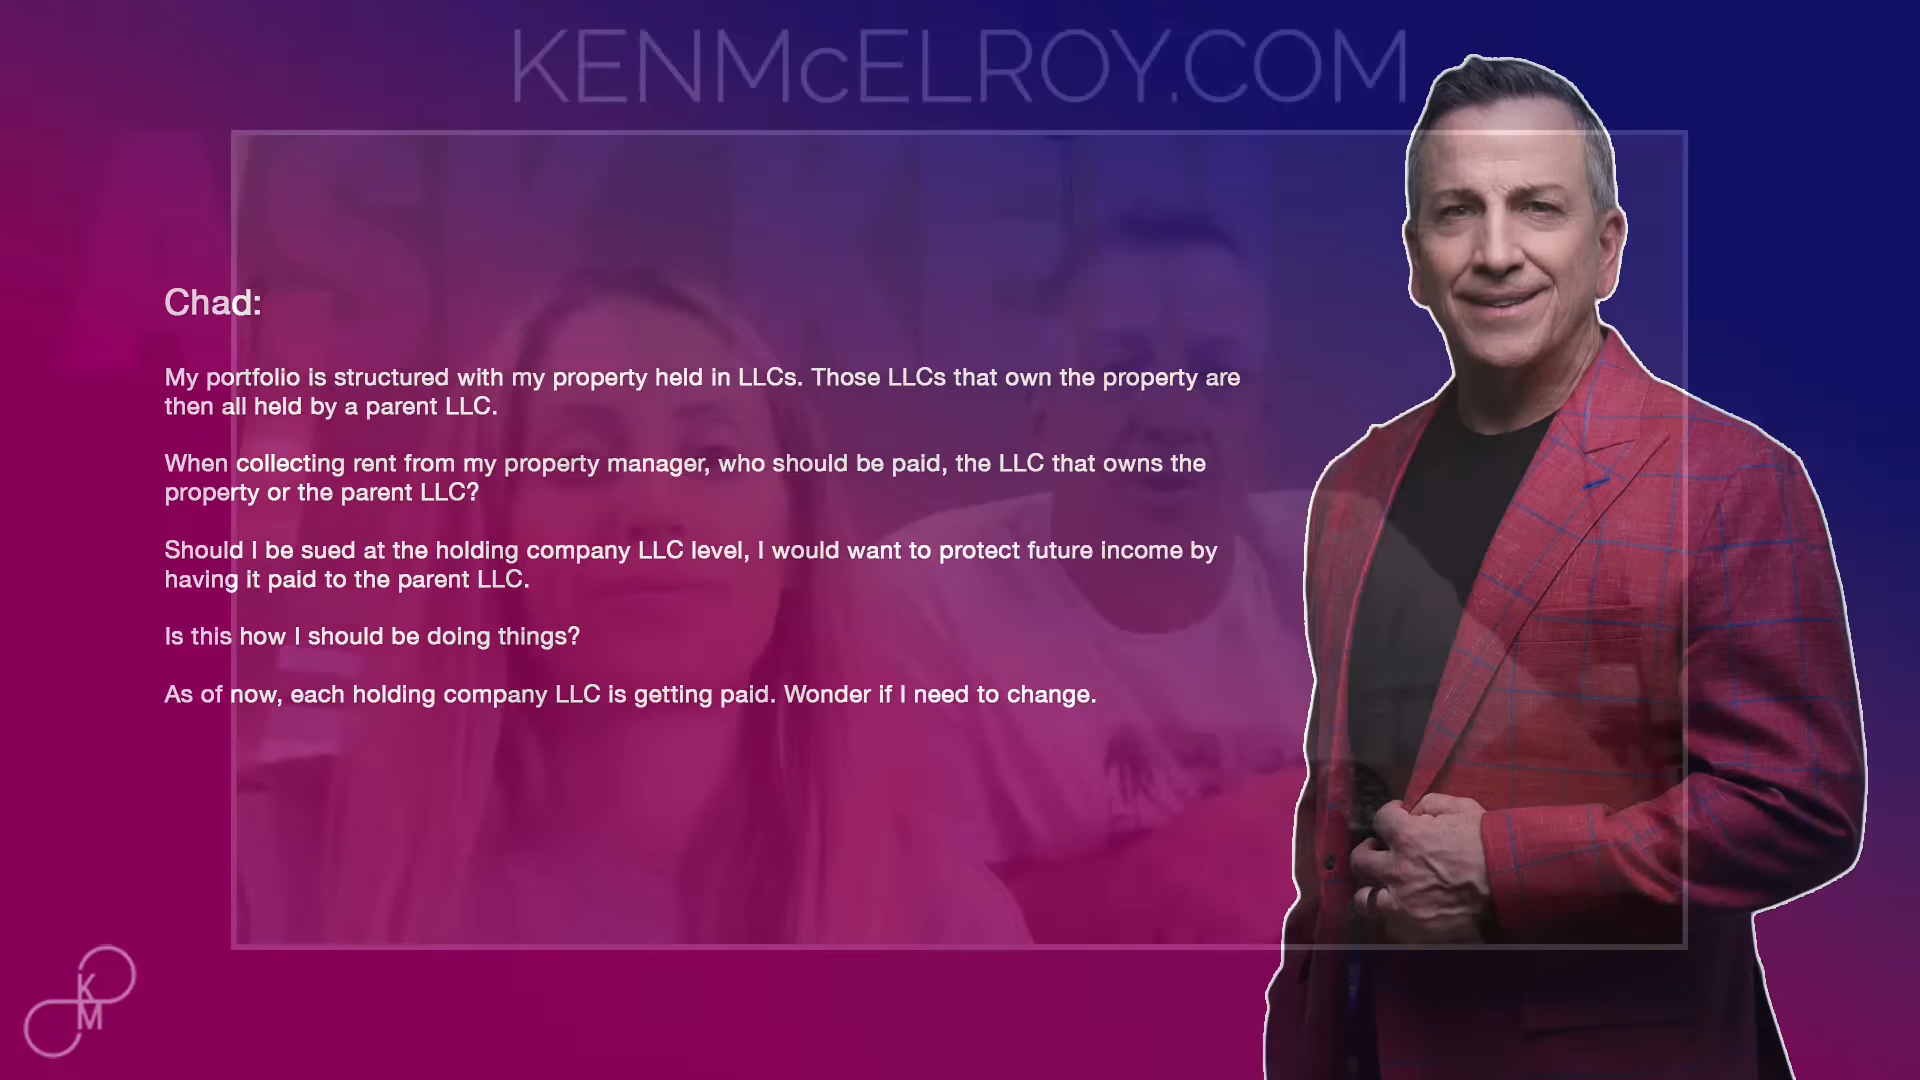 KENMcELROY.COM
ASK KEN
Chad:
My portfolio is structured with my property held in LLCs. Those LLCs that own the property are
then all held by a parent LLC.
When collecting rent from my property manager, who should be paid, the LLC that owns the
property or the parent LLC?
Should I be sued at the holding company LLC level, I would want to protect future income by
having it paid to the parent LLC.
Is this how I should be doing things?
As of now, each holding company LLC is getting paid. Wonder if I need to change.
K
M